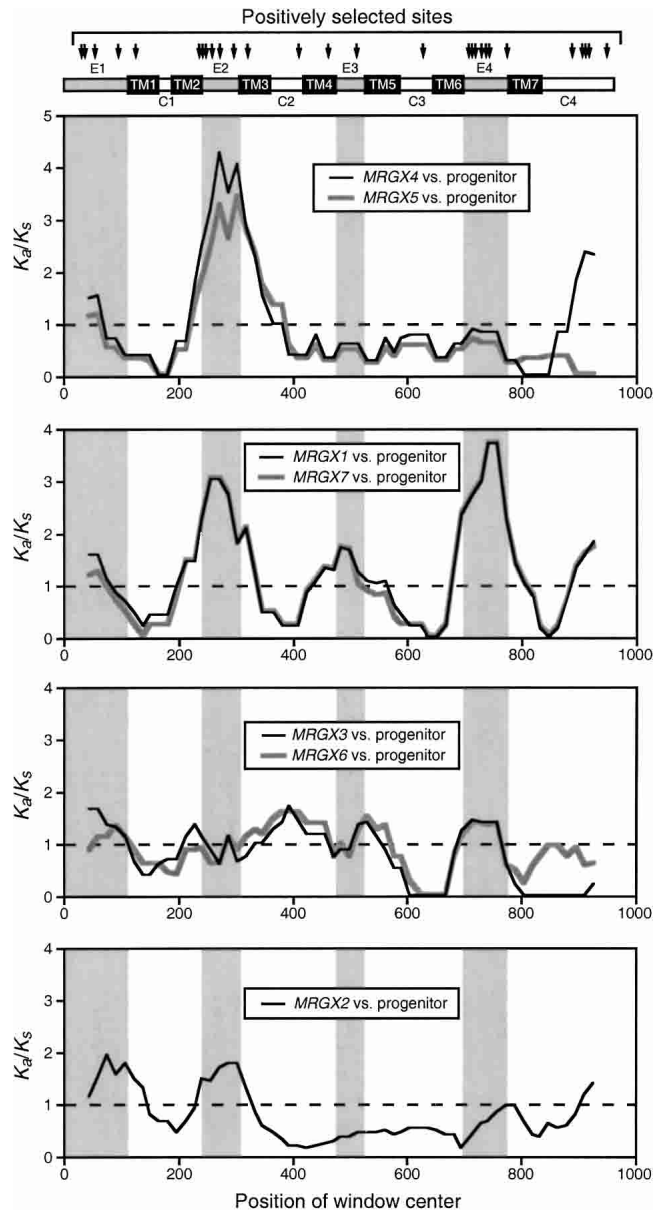 Positively selected sites
E1 E2 E3 E4
TM1 TM2 TM3 TM4 TM5 TM6 TM7
C1 C2 C3 C4
5
4
3
2
1
0
Ka/Ks
MRGX4 vs. progenitor
MRGX5 vs. progenitor
0 200 400 600 800 1000
4
3
2
1
0
Ka/Ks
MRGX1 vs. progenitor
MRGX7 vs. progenitor
0 200 400 600 800 1000
4
3
2
1
0
Ka/Ks
MRGX3 vs. progenitor
MRGX6 vs. progenitor
0 200 400 600 800 1000
4
3
2
1
0
Ka/Ks
MRGX2 vs. progenitor
0 200 400 600 800 1000
Position of window center